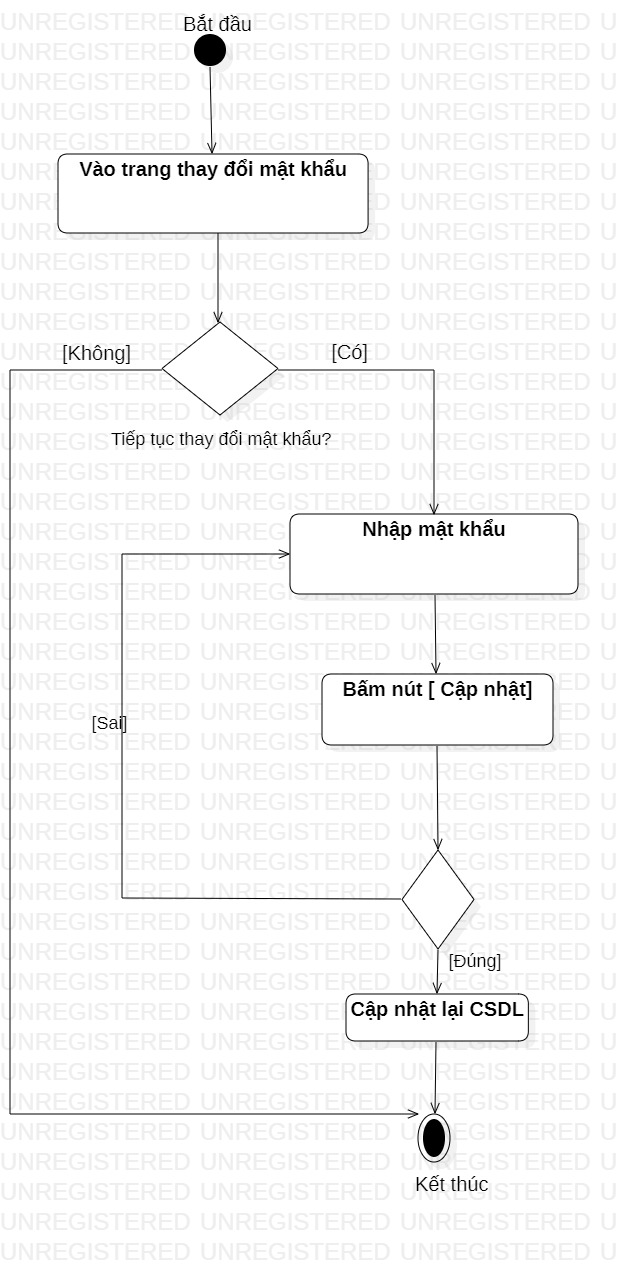 Bắt đầu
Vào trang thay đổi mật khẩu
[Không]
[Có]
Tiếp tục thay đổi mật khẩu?
Nhập mật khẩu
Bấm nút [ Cập nhật]
[Sai]
[Đúng]
Cập nhật lại CSDL
Kết thúc
UNREGISTERED